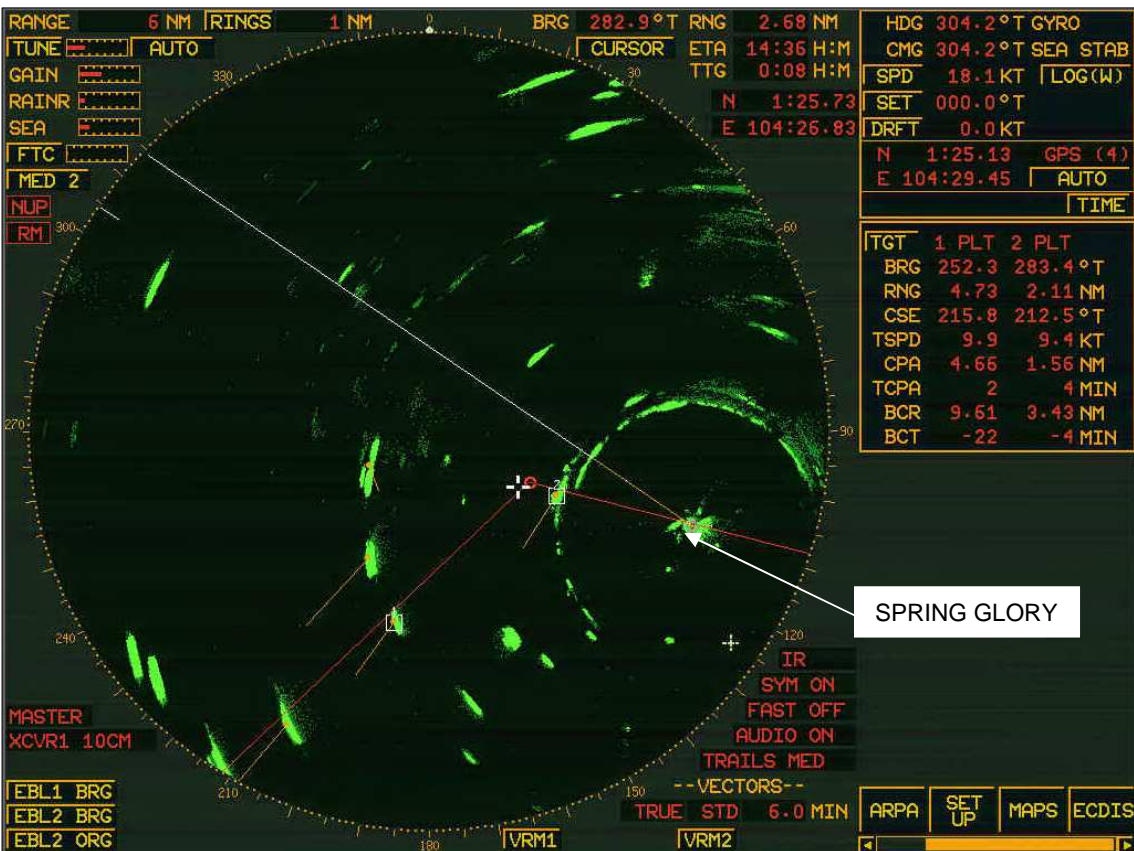 RANGE 6 NM RINGS 1 NM
TUNE AUTO
GAIN
RAINR
SEA
FTC
MED 2
NUP
RM
BRG 282.9°T RNG 2.68 NM
CURSOR ETA 14:36 H:M
TTG 0:08 H:M
N 1:25.73
E 104:26.83
HDG 304.2°T GYRO
CMG 304.2°T SEA STAB
SPD 18.1 KT LOG(W)
SET 000.0°T
DRFT 0.0 KT
N 1:25.13 GPS (4)
E 104:29.45 AUTO
TIME
TGT 1 PLT 2 PLT
BRG 252.3 283.4 °T
RNG 4.73 2.11 NM
CSE 215.8 212.5 °T
TSPD 9.9 9.4 KT
CPA 4.66 1.56 NM
TCPA 2 4 MIN
BCR 9.61 3.43 NM
BCT -22 -4 MIN
0
30
60
90
120
150
180
210
240
270
300
330
2
1
SPRING GLORY
MASTER
XCVR1 10CM
EBL1 BRG
EBL2 BRG
EBL2 ORG
VRM1
VRM2
IR
SYM ON
FAST OFF
AUDIO ON
TRAILS MED
--VECTORS--
TRUE STD 6.0 MIN
ARPA SET UP MAPS ECDIS